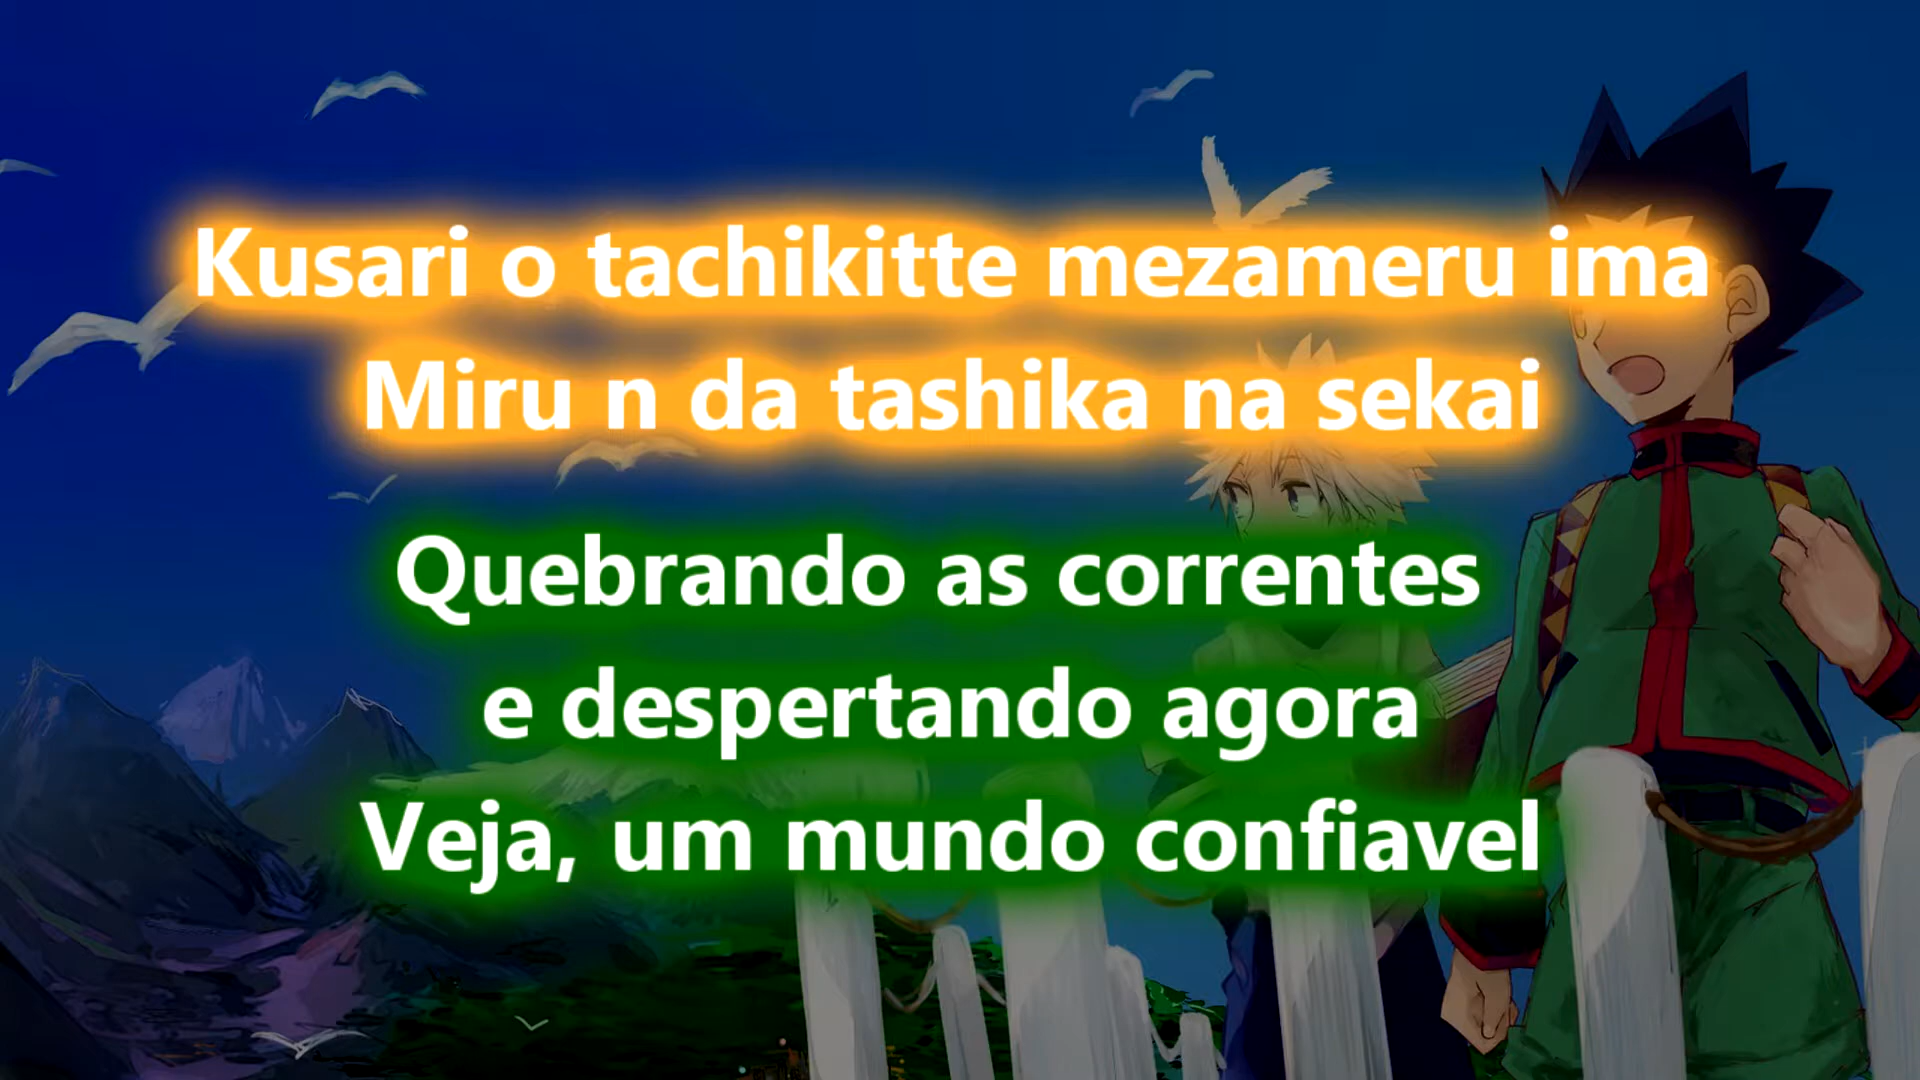 Kusari o tachikitte mezameru ima
Miru n da tashika na sekai
Quebrando as correntes
e despertando agora
Veja, um mundo confiavel